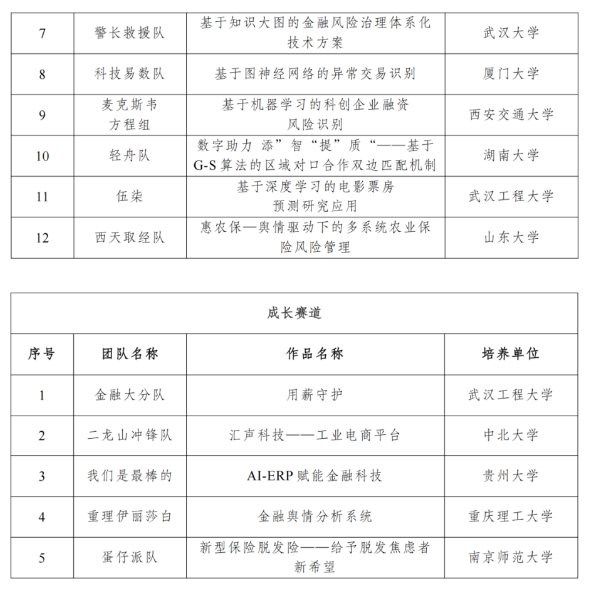 7 警长救援队 基于知识大图的金融风险治理体系化 武汉大学
技术方案
8 科技易数队 基于图神经网络的异常交易识别 厦门大学
9 麦克斯韦 基于机器学习的科创企业融资 西安交通大学
方程组 风险识别
10 轻舟队 数字助力 添”智“提”质“——基于 湖南大学
G-S 算法的区域对口合作双边匹配机制
11 伍柒 基于深度学习的电影票房 武汉工程大学
预测研究应用
12 西天取经队 惠农保—舆情驱动下的多系统农业保 山东大学
险风险管理
成长赛道
序号 团队名称 作品名称 培养单位
1 金融大分队 用薪守护 武汉工程大学
2 二龙山冲锋队 汇声科技——工业电商平台 中北大学
3 我们是最棒的 AI-ERP 赋能金融科技 贵州大学
4 重理伊丽莎白 金融舆情分析系统 重庆理工大学
5 蛋仔派队 新型保险脱发险——给予脱发焦虑者 南京师范大学
新希望